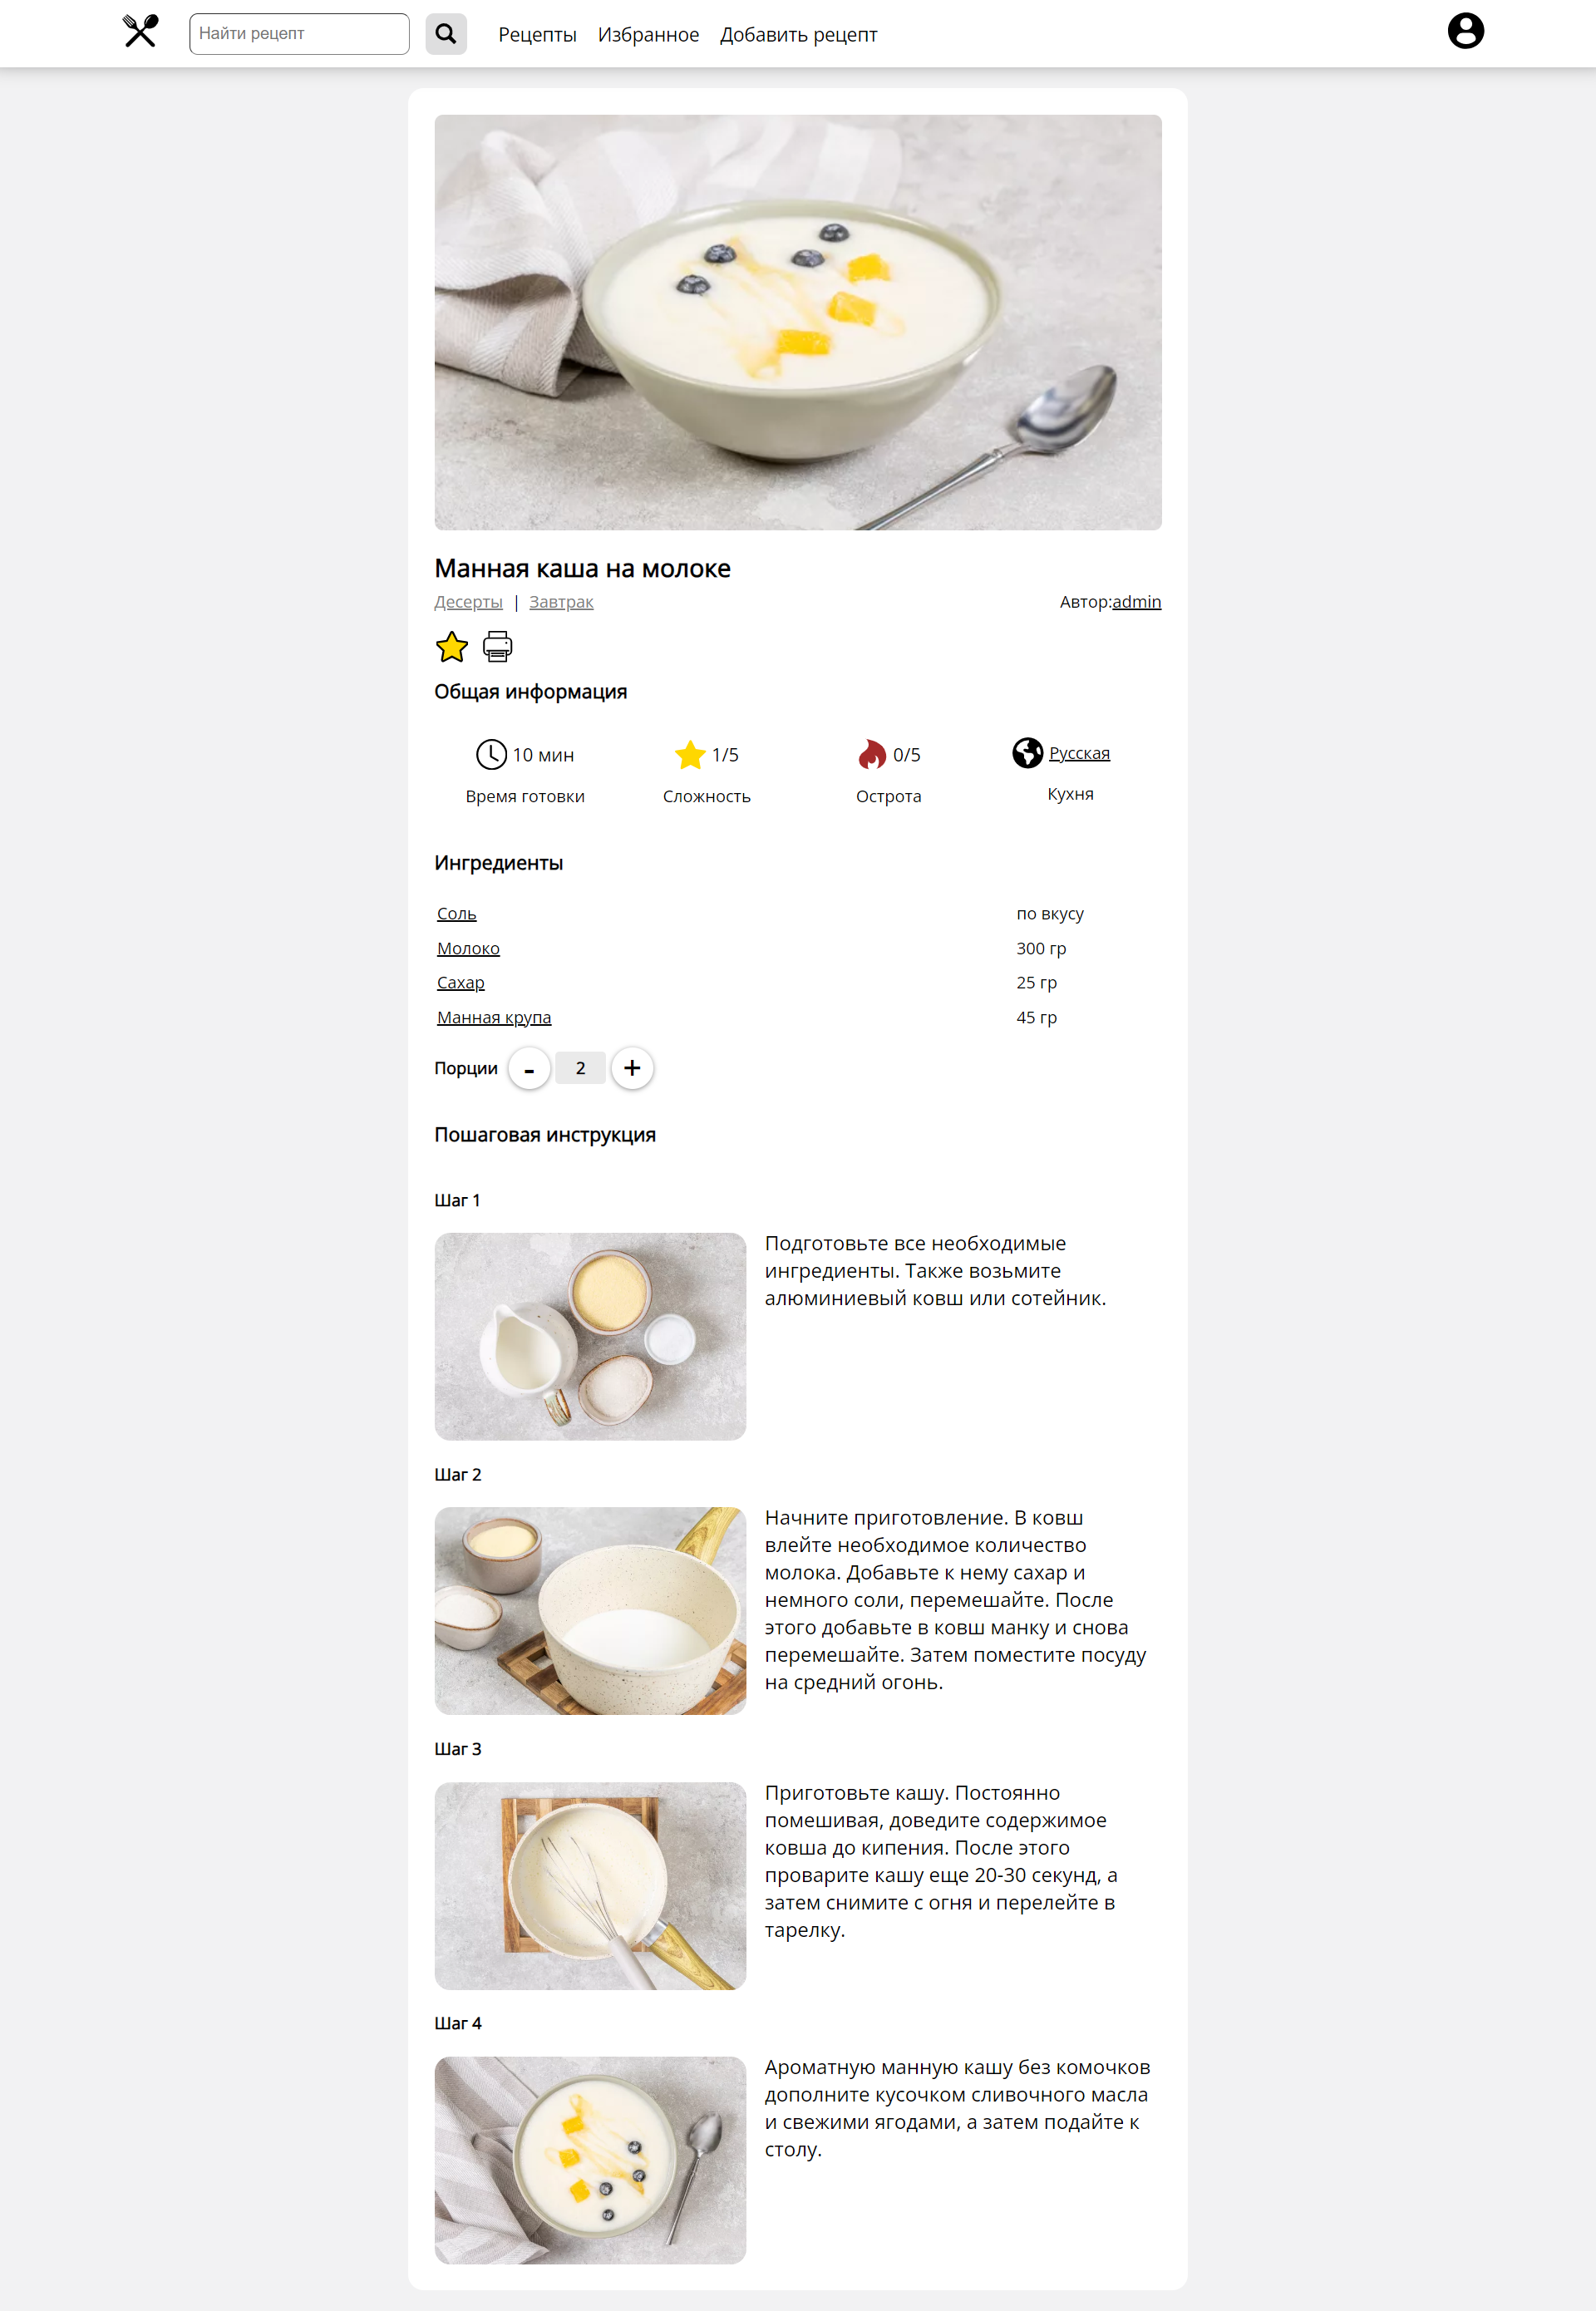 Найти рецепт
Рецепты Избранное Добавить рецепт
Манная каша на молоке
Десерты | Завтрак Автор:admin
Общая информация
10 мин 1/5 0/5 Русская
Время готовки Сложность Острота Кухня
Ингредиенты
Соль по вкусу
Молоко 300 гр
Сахар 25 гр
Манная крупа 45 гр
Порции - 2 +
Пошаговая инструкция
Шаг 1
Подготовьте все необходимые
ингредиенты. Также возьмите
алюминиевый ковш или сотейник.
Шаг 2
Начните приготовление. В ковш
влейте необходимое количество
молока. Добавьте к нему сахар и
немного соли, перемешайте. После
этого добавьте в ковш манку и снова
перемешайте. Затем поместите посуду
на средний огонь.
Шаг 3
Приготовьте кашу. Постоянно
помешивая, доведите содержимое
ковша до кипения. После этого
проварите кашу еще 20-30 секунд, а
затем снимите с огня и перелейте в
тарелку.
Шаг 4
Ароматную манную кашу без комочков
дополните кусочком сливочного масла
и свежими ягодами, а затем подайте к
столу.